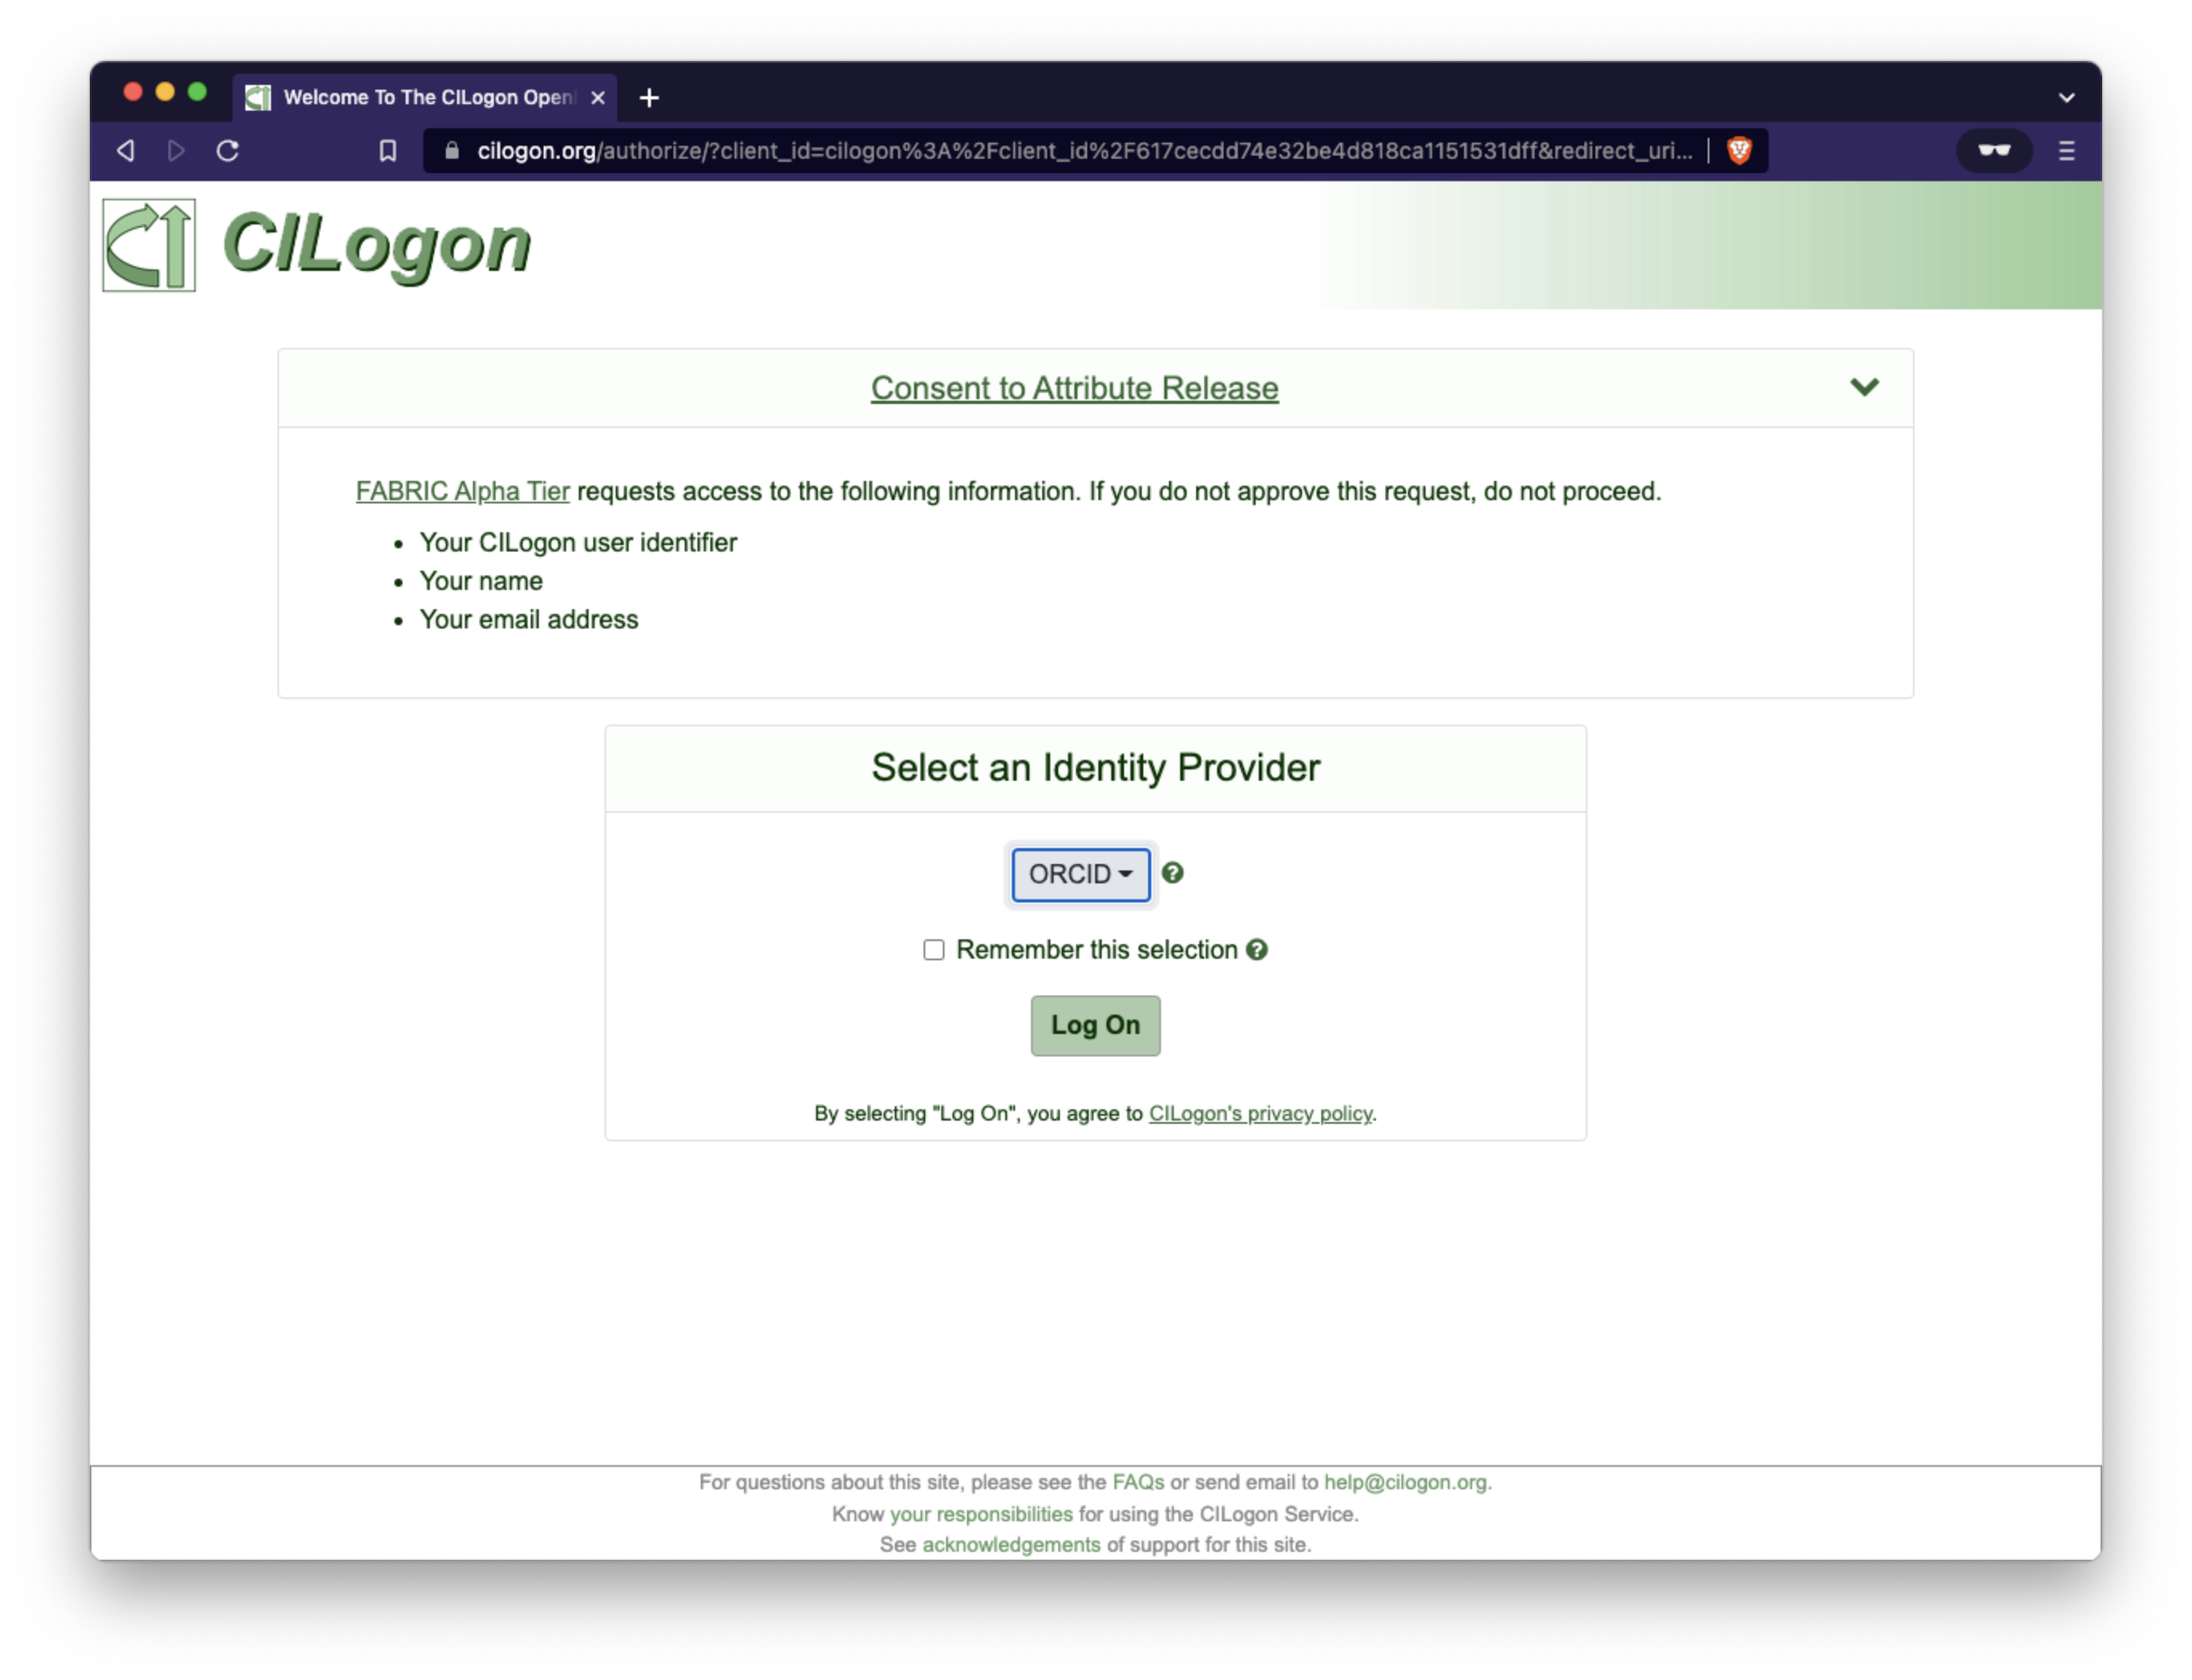 Welcome To The CILogon Open
cilogon.org/authorize/?client_id=cilogon%3A%2Fclient_id%2F617cecdd74e32be4d818ca1151531dff&redirect_uri...
CILogon
Consent to Attribute Release
FABRIC Alpha Tier requests access to the following information. If you do not approve this request, do not proceed.
• Your CILogon user identifier
• Your name
• Your email address
Select an Identity Provider
ORCID
Remember this selection
Log On
By selecting "Log On", you agree to CILogon's privacy policy.
For questions about this site, please see the FAQs or send email to help@cilogon.org.
Know your responsibilities for using the CILogon Service.
See acknowledgements of support for this site.